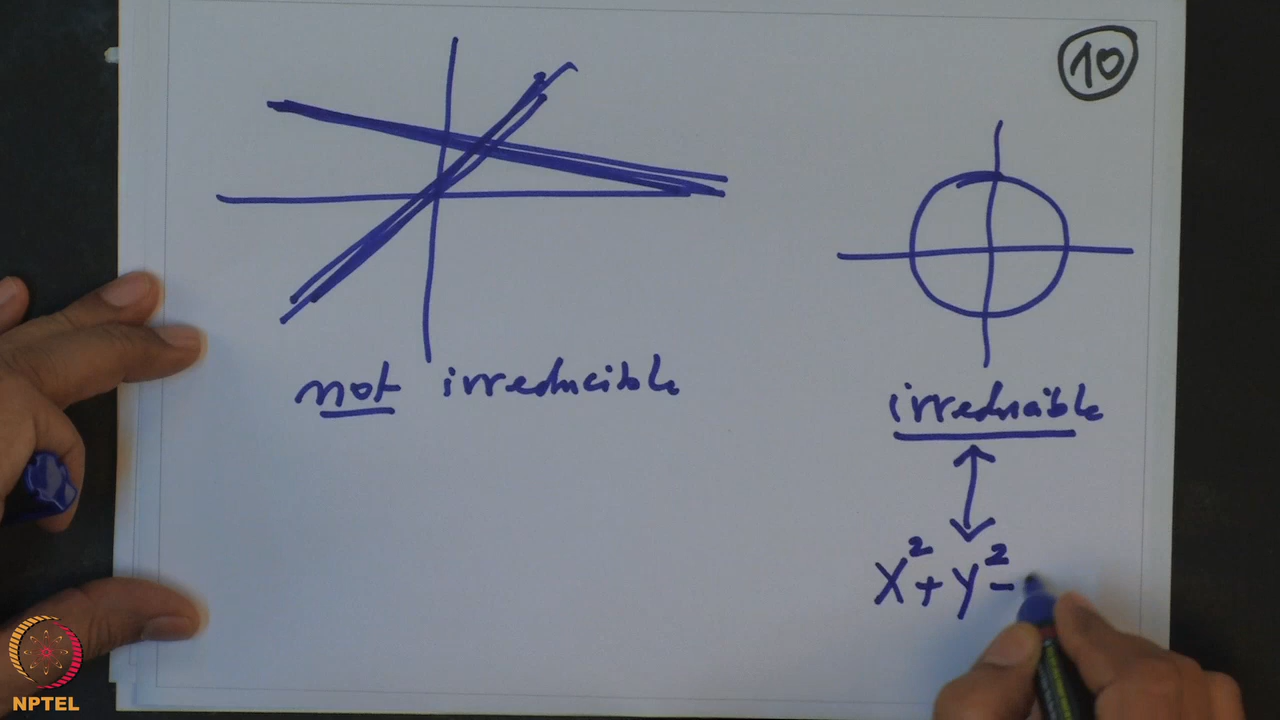 10
not irreducible
irreducible
X² + Y² -
NPTEL